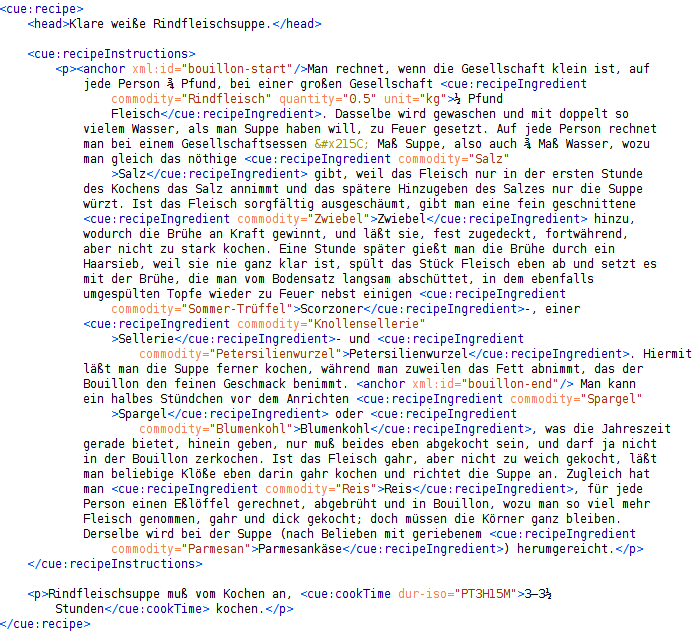 <cue:recipe>
<head>Klare weiße Rindfleischsuppe.</head>
<cue:recipeInstructions>
<p><anchor xml:id="bouillon-start"/>Man rechnet, wenn die Gesellschaft klein ist, auf
jede Person ¾ Pfund, bei einer großen Gesellschaft <cue:recipeIngredient
commodity="Rindfleisch" quantity="0.5" unit="kg">½ Pfund
Fleisch</cue:recipeIngredient>. Dasselbe wird gewaschen und mit doppelt so
vielem Wasser, als man Suppe haben will, zu Feuer gesetzt. Auf jede Person rechnet
man bei einem Gesellschaftsessen &#x215C; Maß Suppe, also auch ¾ Maß Wasser, wozu
man gleich das nöthige <cue:recipeIngredient commodity="Salz"
>Salz</cue:recipeIngredient> gibt, weil das Fleisch nur in der ersten Stunde
des Kochens das Salz annimmt und das spätere Hinzugeben des Salzes nur die Suppe
würzt. Ist das Fleisch sorgfältig ausgeschäumt, gibt man eine fein geschnittene
<cue:recipeIngredient commodity="Zwiebel">Zwiebel</cue:recipeIngredient> hinzu,
wodurch die Brühe an Kraft gewinnt, und läßt sie, fest zugedeckt, fortwährend,
aber nicht zu stark kochen. Eine Stunde später gießt man die Brühe durch ein
Haarsieb, weil sie nie ganz klar ist, spült das Stück Fleisch eben ab und setzt es
mit der Brühe, die man vom Bodensatz langsam abschüttet, in dem ebenfalls
umgespülten Topfe wieder zu Feuer nebst einigen <cue:recipeIngredient
commodity="Sommer-Trüffel">Scorzoner</cue:recipeIngredient>-, einer
<cue:recipeIngredient commodity="Knollensellerie"
>Sellerie</cue:recipeIngredient>- und <cue:recipeIngredient
commodity="Petersilienwurzel">Petersilienwurzel</cue:recipeIngredient>. Hiermit
läßt man die Suppe ferner kochen, während man zuweilen das Fett abnimmt, das der
Bouillon den feinen Geschmack benimmt. <anchor xml:id="bouillon-end"/> Man kann
ein halbes Stündchen vor dem Anrichten <cue:recipeIngredient commodity="Spargel"
>Spargel</cue:recipeIngredient> oder <cue:recipeIngredient
commodity="Blumenkohl">Blumenkohl</cue:recipeIngredient>, was die Jahreszeit
gerade bietet, hinein geben, nur muß beides eben abgekocht sein, und darf ja nicht
in der Bouillon zerkochen. Ist das Fleisch gahr, aber nicht zu weich gekocht, läßt
man beliebige Klöße eben darin gahr kochen und richtet die Suppe an. Zugleich hat
man <cue:recipeIngredient commodity="Reis">Reis</cue:recipeIngredient>, für jede
Person einen Eßlöffel gerechnet, abgebrüht und in Bouillon, wozu man so viel mehr
Fleisch genommen, gahr und dick gekocht; doch müssen die Körner ganz bleiben.
Derselbe wird bei der Suppe (nach Belieben mit geriebenem <cue:recipeIngredient
commodity="Parmesan">Parmesankäse</cue:recipeIngredient>) herumgereicht.</p>
</cue:recipeInstructions>
<p>Rindfleischsuppe muß vom Kochen an, <cue:cookTime dur-iso="PT3H15M">3–3½
Stunden</cue:cookTime> kochen.</p>
</cue:recipe>